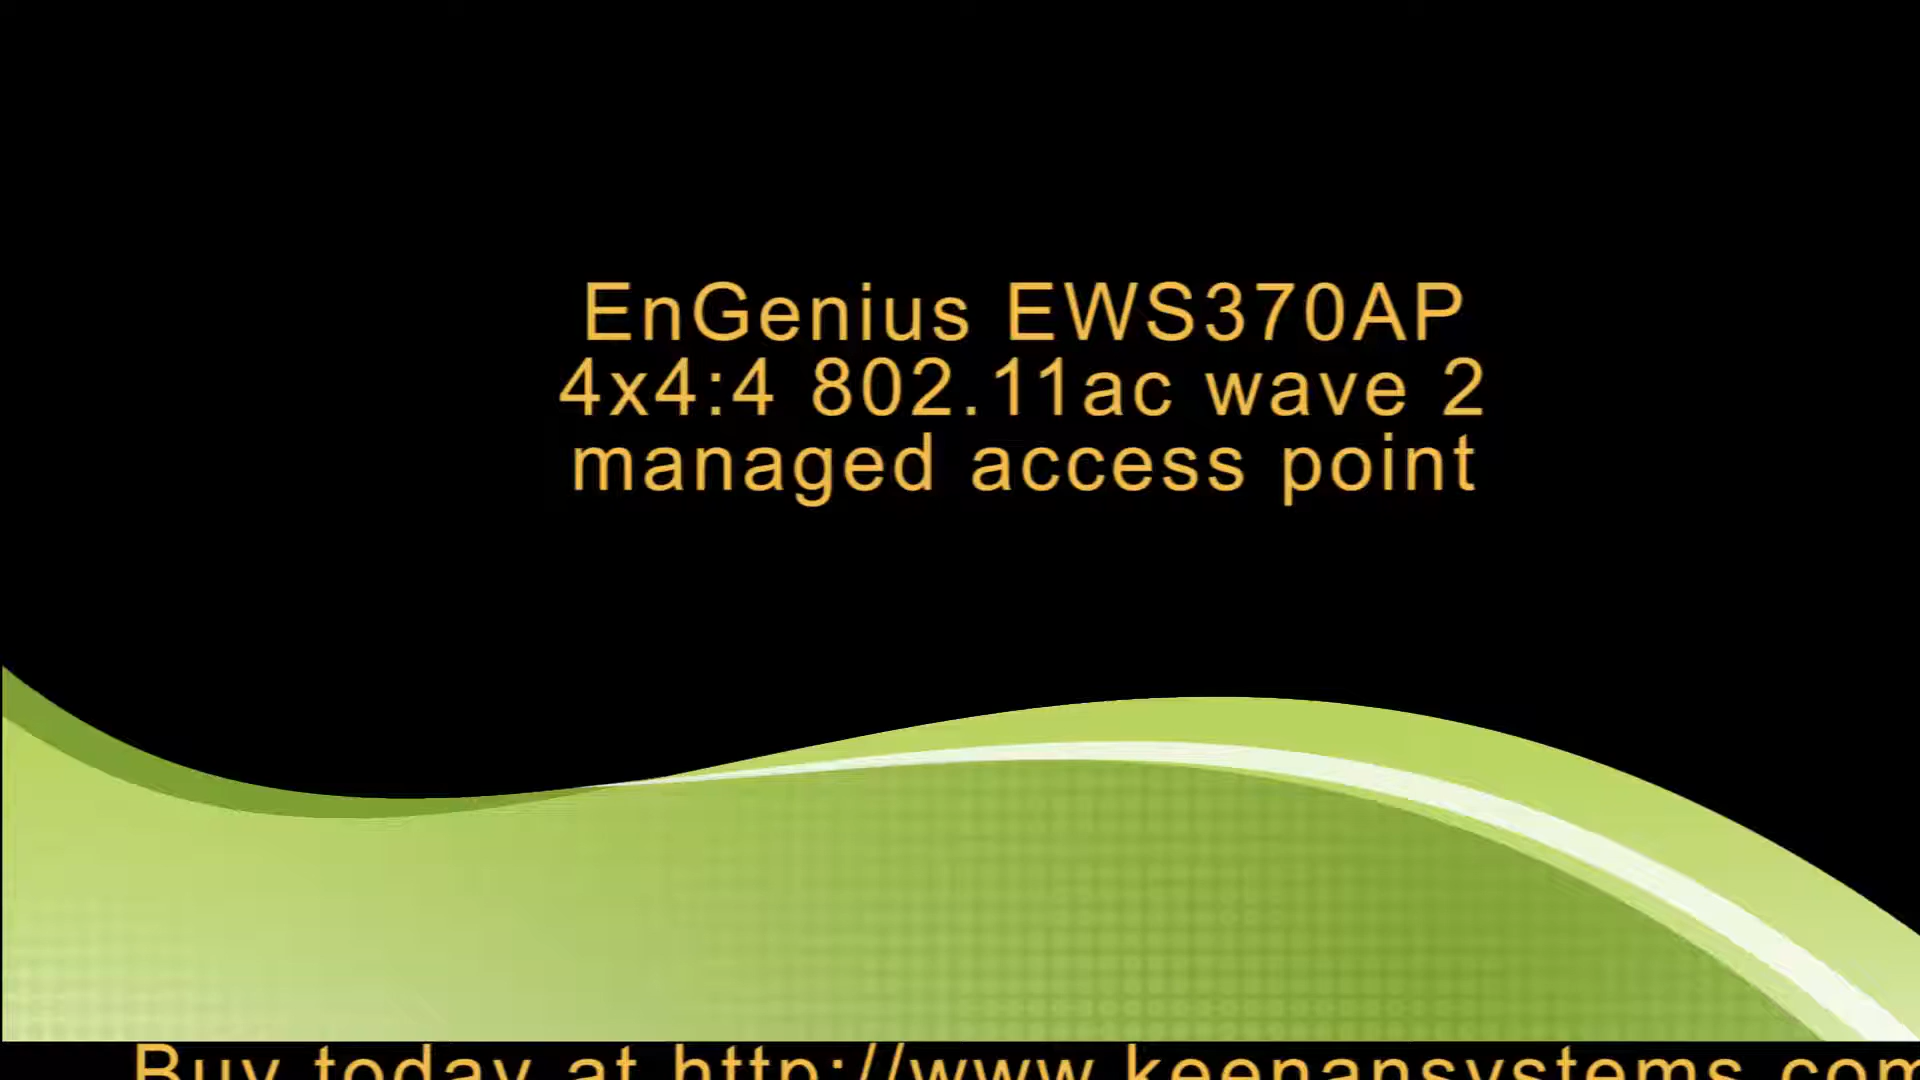 EnGenius EWS370AP
4x4:4 802.11ac wave 2
managed access point
Buy today at http://www.keenansystems.com